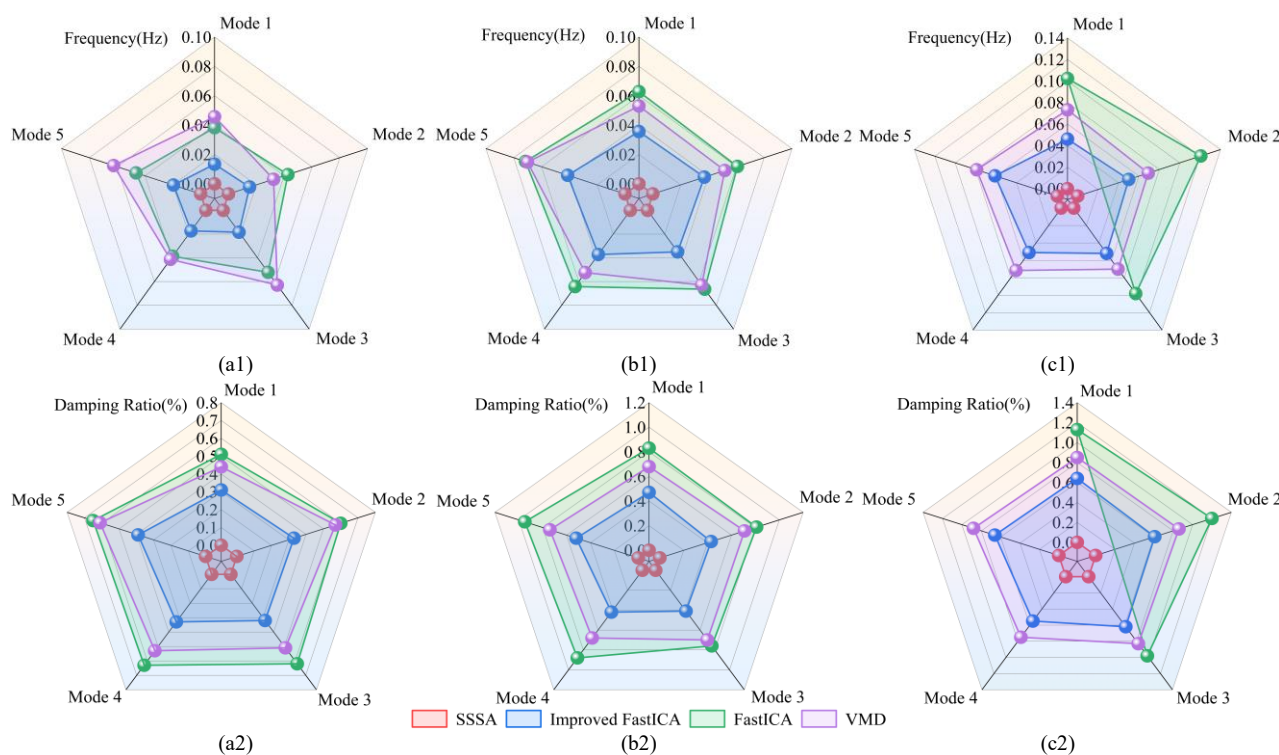 Mode 1
Frequency(Hz)
0.10
0.08
0.06
0.04
0.02
0.00
Mode 5
Mode 2
Mode 4
Mode 3
(a1)
Mode 1
Frequency(Hz)
0.10
0.08
0.06
0.04
0.02
0.00
Mode 5
Mode 2
Mode 4
Mode 3
(b1)
Mode 1
Frequency(Hz)
0.14
0.12
0.10
0.08
0.06
0.04
0.02
0.00
Mode 5
Mode 2
Mode 4
Mode 3
(c1)
Mode 1
Damping Ratio(%)
0.8
0.7
0.6
0.5
0.4
0.3
0.2
0.1
0.0
Mode 5
Mode 2
Mode 4
Mode 3
(a2)
Mode 1
Damping Ratio(%)
1.2
1.0
0.8
0.6
0.4
0.2
0.0
Mode 5
Mode 2
Mode 4
Mode 3
(b2)
Mode 1
Damping Ratio(%)
1.4
1.2
1.0
0.8
0.6
0.4
0.2
0.0
Mode 5
Mode 2
Mode 4
Mode 3
(c2)
SSSA Improved FastICA FastICA VMD